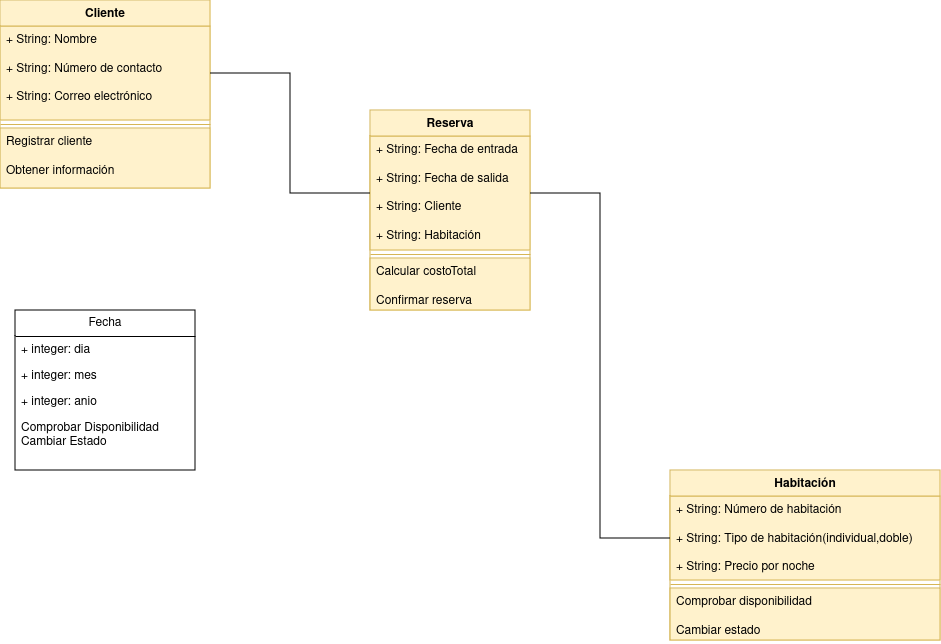 Cliente
+ String: Nombre
+ String: Número de contacto
+ String: Correo electrónico
Registrar cliente
Obtener información
Reserva
+ String: Fecha de entrada
+ String: Fecha de salida
+ String: Cliente
+ String: Habitación
Calcular costoTotal
Confirmar reserva
Fecha
+ integer: dia
+ integer: mes
+ integer: anio
Comprobar Disponibilidad
Cambiar Estado
Habitación
+ String: Número de habitación
+ String: Tipo de habitación(individual,doble)
+ String: Precio por noche
Comprobar disponibilidad
Cambiar estado